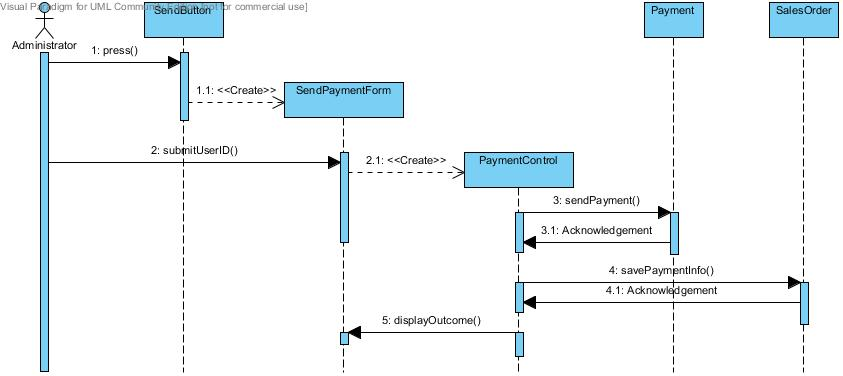 Visual Paradigm for UML Community Edition [not for commercial use]
SendButton
Payment
SalesOrder
Administrator
1: press()
1.1: <<Create>>
SendPaymentForm
2: submitUserID()
2.1: <<Create>>
PaymentControl
3: sendPayment()
3.1: Acknowledgement
4: savePaymentInfo()
4.1: Acknowledgement
5: displayOutcome()